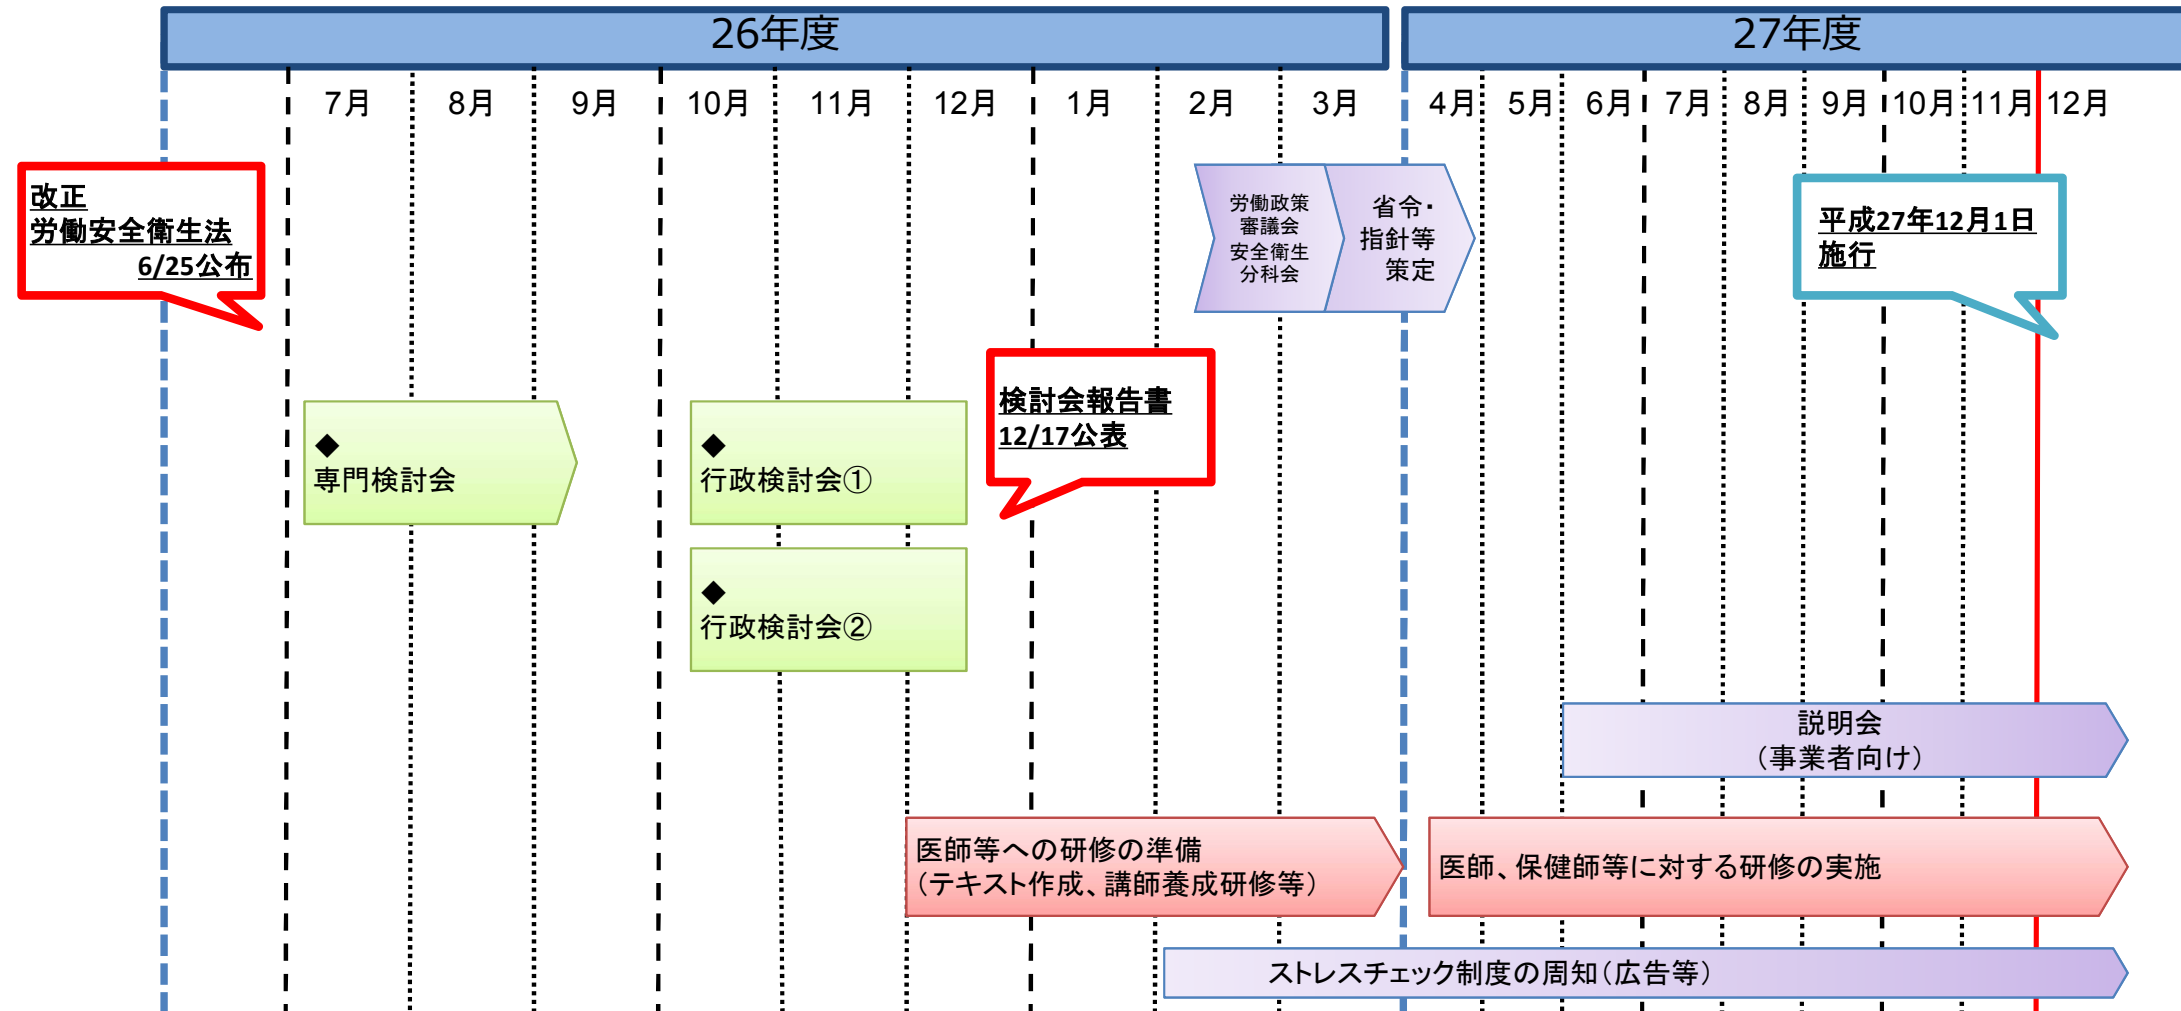 26年度
27年度
7月
8月
9月
10月
11月
12月
1月
2月
3月
4月
5月
6月
7月
8月
9月
10月
11月
12月
改正
労働安全衛生法
6/25公布
労働政策
審議会
安全衛生
分科会
省令・
指針等
策定
平成27年12月1日
施行
検討会報告書
12/17公表
◆
専門検討会
◆
行政検討会①
◆
行政検討会②
説明会
（事業者向け）
医師等への研修の準備
（テキスト作成、講師養成研修等）
医師、保健師等に対する研修の実施
ストレスチェック制度の周知（広告等）